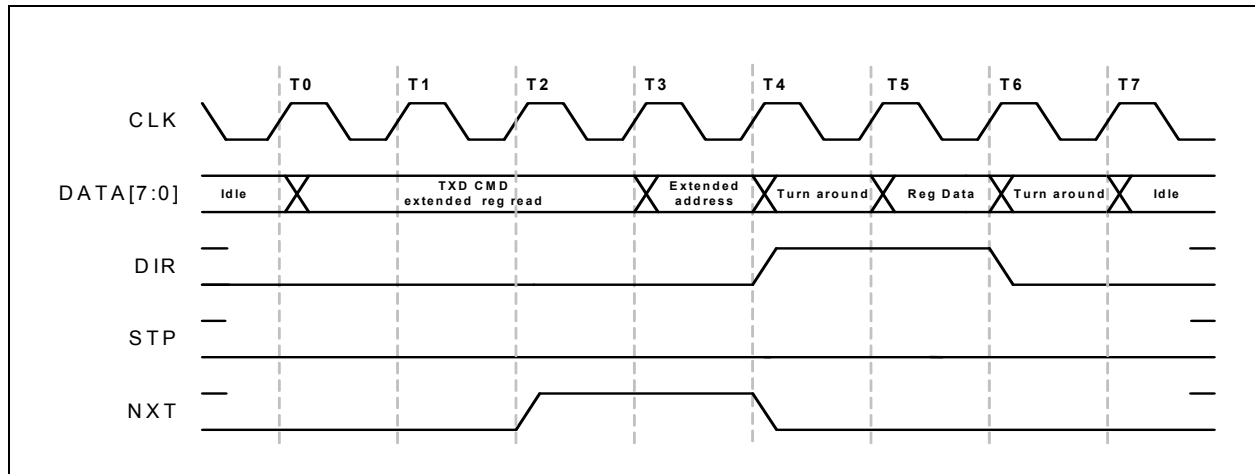 T0 T1 T2 T3 T4 T5 T6 T7
CLK
DATA[7:0]
Idle
TXD CMD
extended reg read
Extended
address
Turn around
Reg Data
Turn around
Idle
DIR
STP
NXT